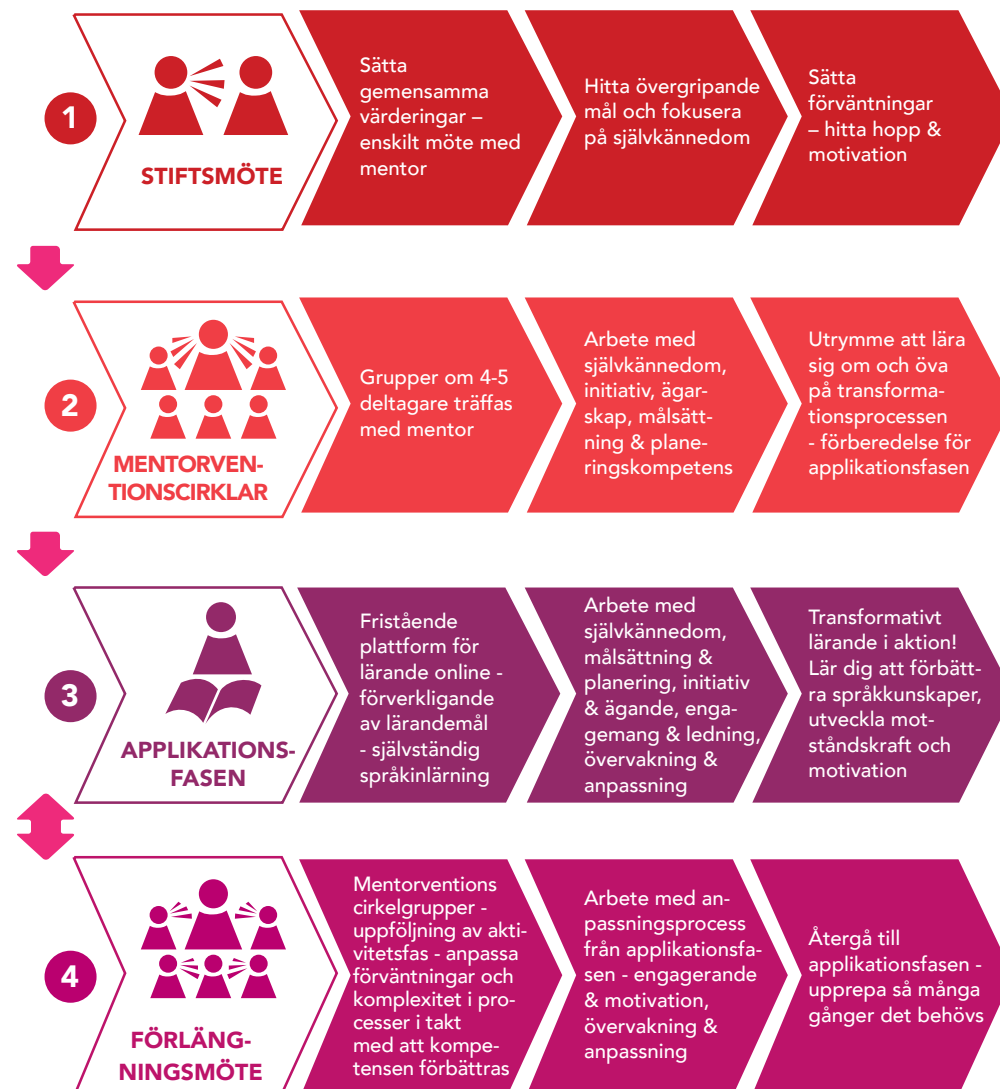 1
STIFTSMÖTE
Sätta
gemensamma
värderingar –
enskilt möte med
mentor
Hitta övergripande
mål och fokusera
på självkännedom
Sätta
förväntningar
– hitta hopp &
motivation
2
MENTORVEN-
TIONSCIRKLAR
Grupper om 4-5
deltagare träffas
med mentor
Arbete med
självkännedom,
initiativ, ägar-
skap, målsätt-
ning & plane-
ringskompetens
Utrymme att lära
sig om och öva
på transforma-
tionsprocessen
- förberedelse för
applikationsfasen
3
APPLIKATIONS-
FASEN
Fristående
plattform för
lärande online -
förverkligande
av lärandemål
- självständig
språkinlärning
Arbete med
självkännedom,
målsättning &
planering, initiativ
& ägande, enga-
gemang & ledning,
övervakning &
anpassning
Transformativt
lärande i aktion!
Lär dig att förbätt-
ra språkkunskaper,
utveckla mot-
ståndskraft och
motivation
4
FÖRLÄNG-
NINGSMÖTE
Mentorventions
cirkelgrupper -
uppföljning av akti-
vitetsfas - anpassa
förväntningar och
komplexitet i pro-
cesser i takt
med att kompe-
tensen förbättras
Arbete med an-
passningsprocess
från applikationsfa-
sen - engagerande
& motivation,
övervakning &
anpassning
Återgå till
applikationsfasen -
upprepa så många
gånger det behövs